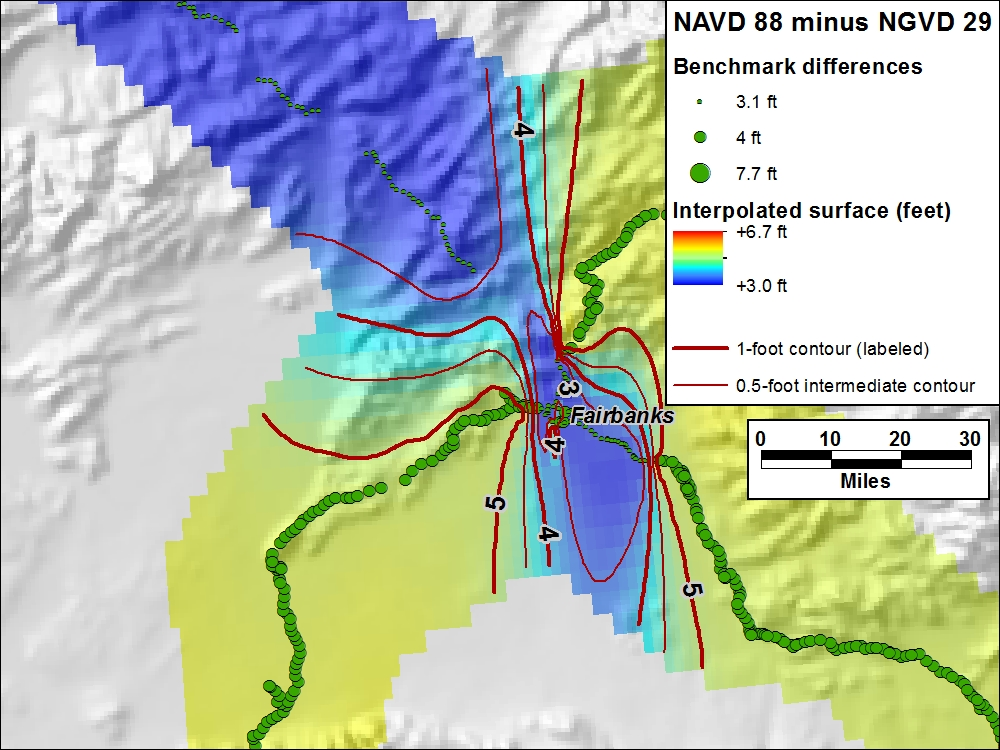 NAVD 88 minus NGVD 29
Benchmark differences
3.1 ft
4 ft
7.7 ft
Interpolated surface (feet)
+6.7 ft
+3.0 ft
1-foot contour (labeled)
0.5-foot intermediate contour
0 10 20 30
Miles
4
3
Fairbanks
4
5
4
5